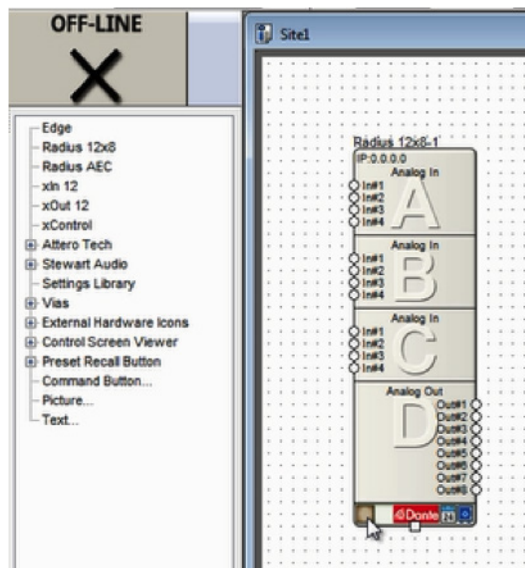 OFF-LINE
Edge
Radius 12x8
Radius AEC
xIn 12
xOut 12
xControl
Attero Tech
Stewart Audio
Settings Library
Vias
External Hardware Icons
Control Screen Viewer
Preset Recall Button
Command Button...
Picture...
Text...
Site1
Radius 12x8-1
IP:0.0.0.0
Analog In
A
In#1
In#2
In#3
In#4
Analog In
B
In#1
In#2
In#3
In#4
Analog In
C
In#1
In#2
In#3
In#4
Analog Out
D
Out#1
Out#2
Out#3
Out#4
Out#5
Out#6
Out#7
Out#8
Dante
24